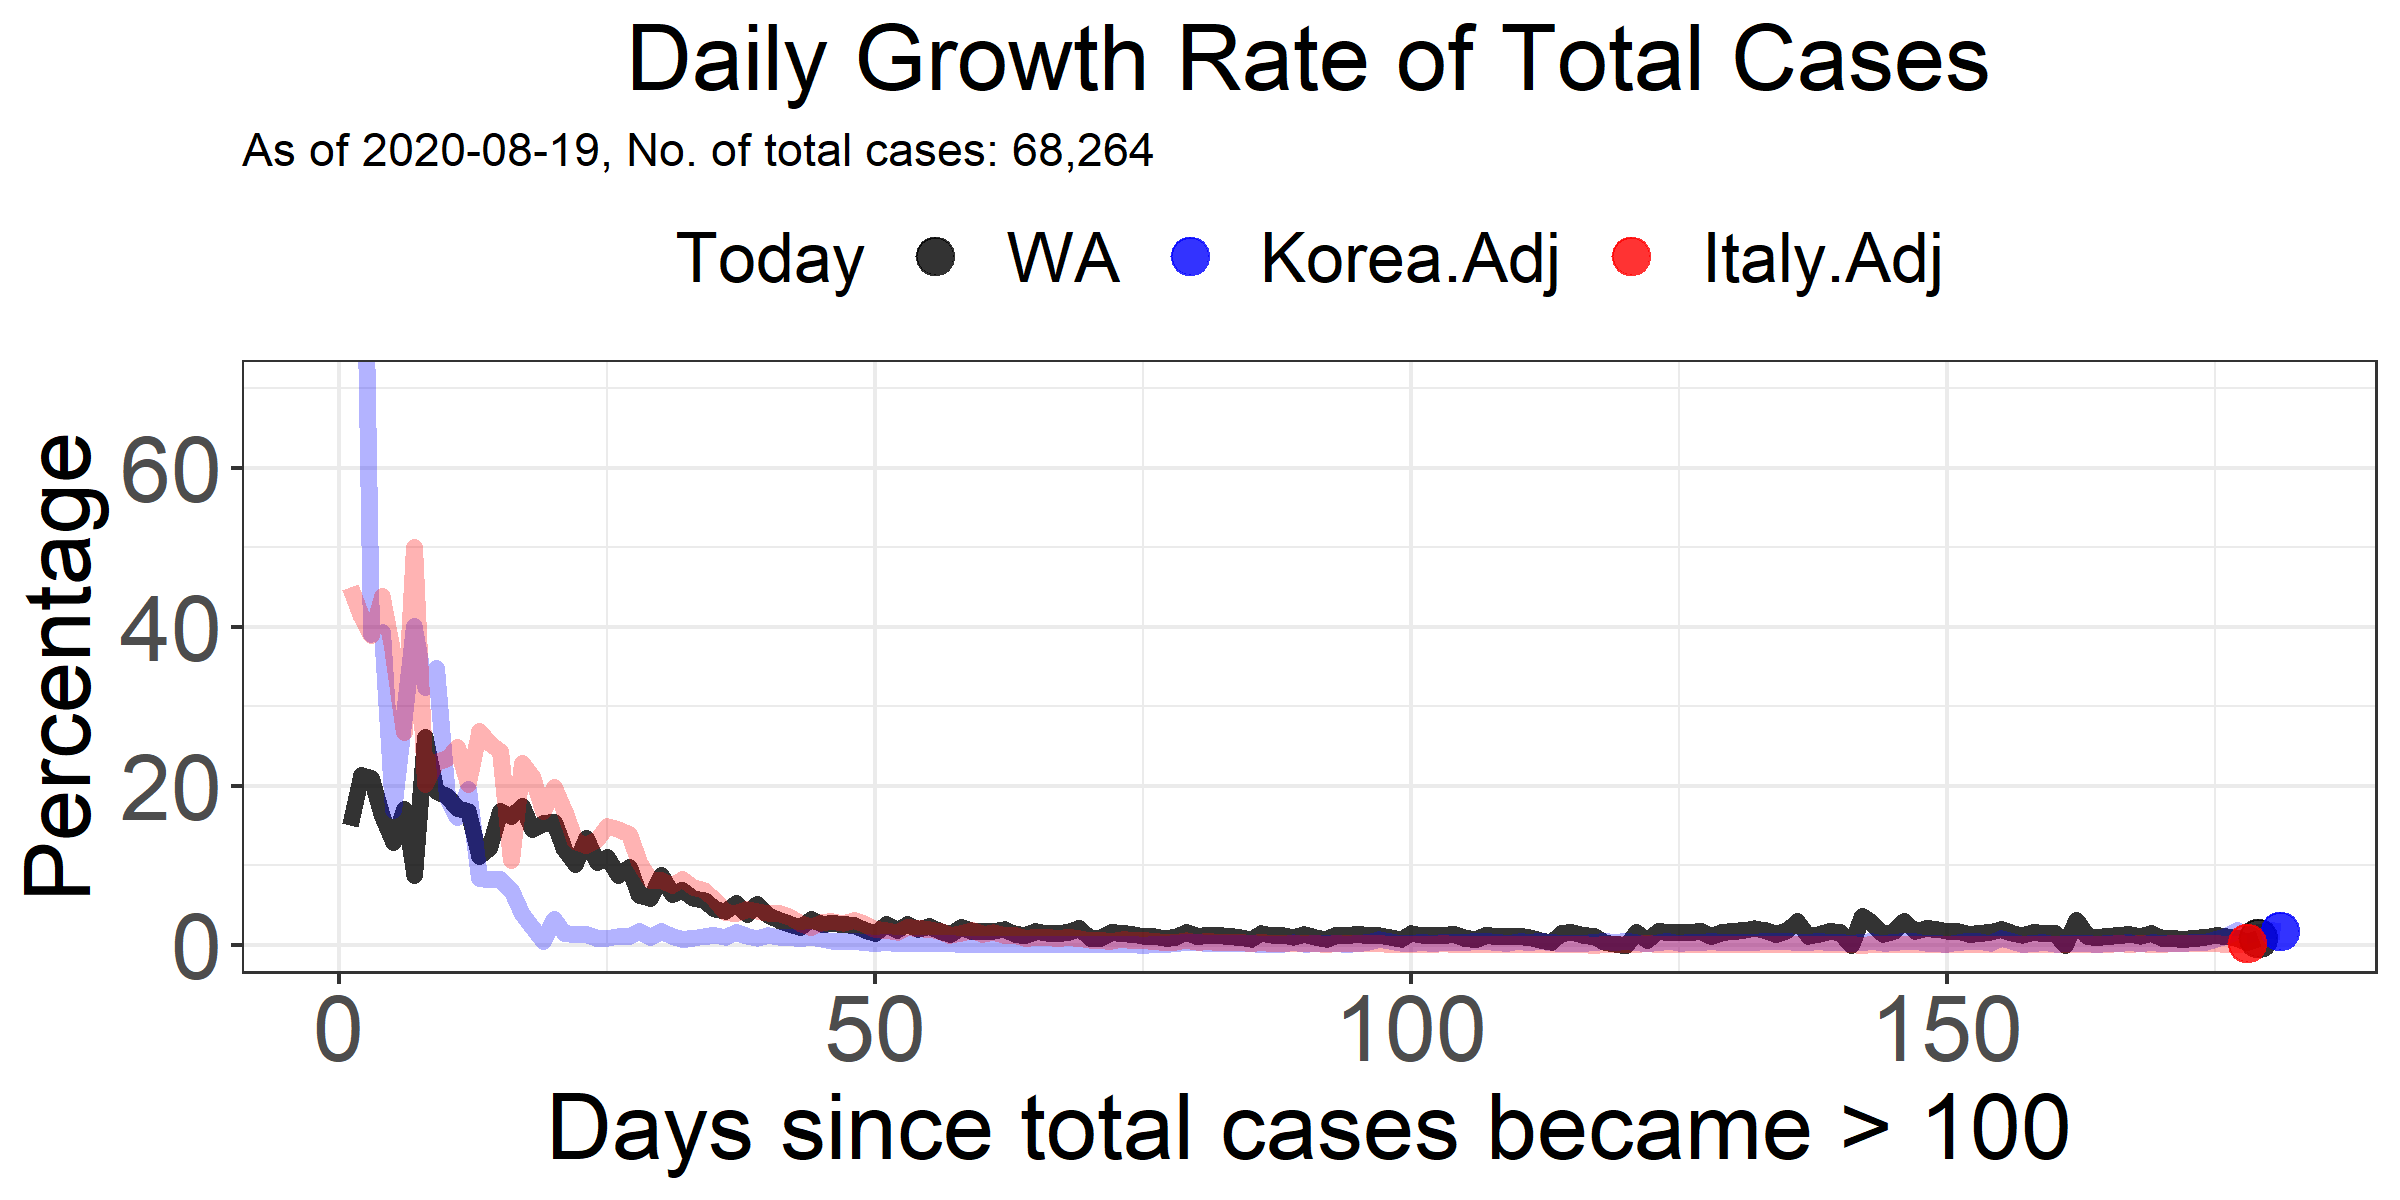 Daily Growth Rate of Total Cases
As of 2020-08-19, No. of total cases: 68,264
Today WA Korea.Adj Italy.Adj
Percentage
60
40
20
0
0 50 100 150
Days since total cases became > 100